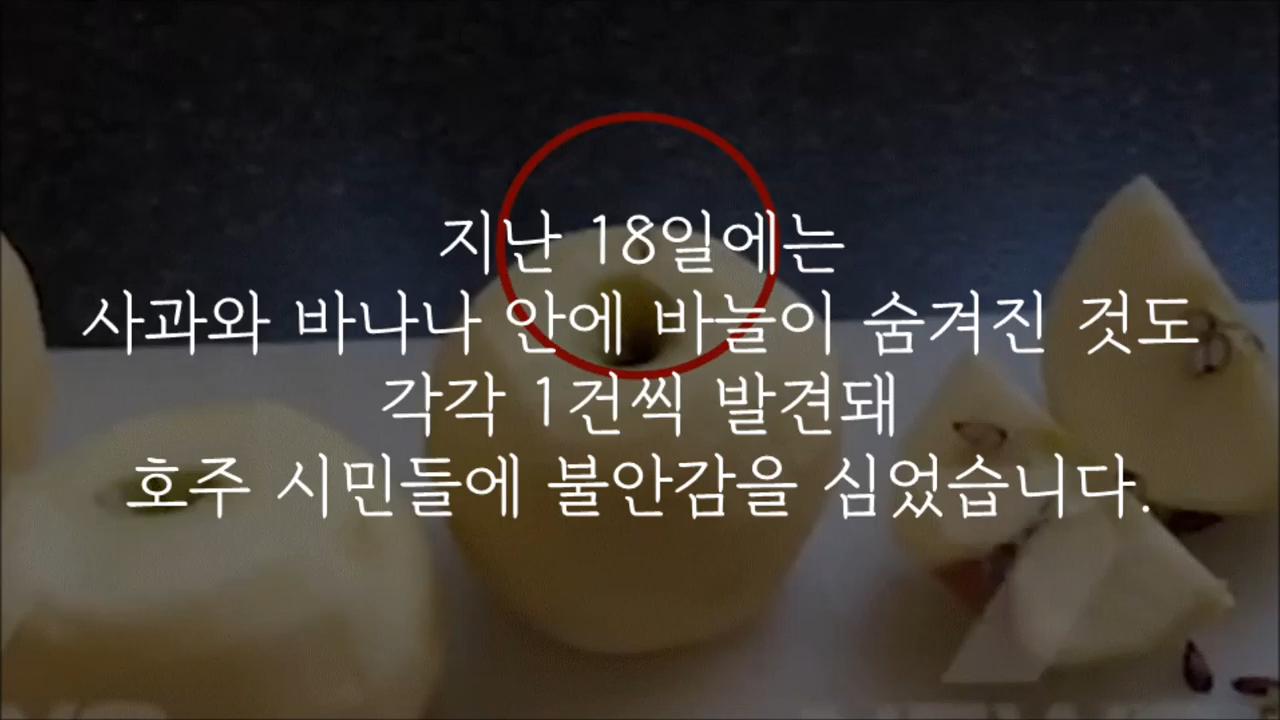 지난 18일에는
사과와 바나나 안에 바늘이 숨겨진 것도
각각 1건씩 발견돼
호주 시민들에 불안감을 심었습니다.